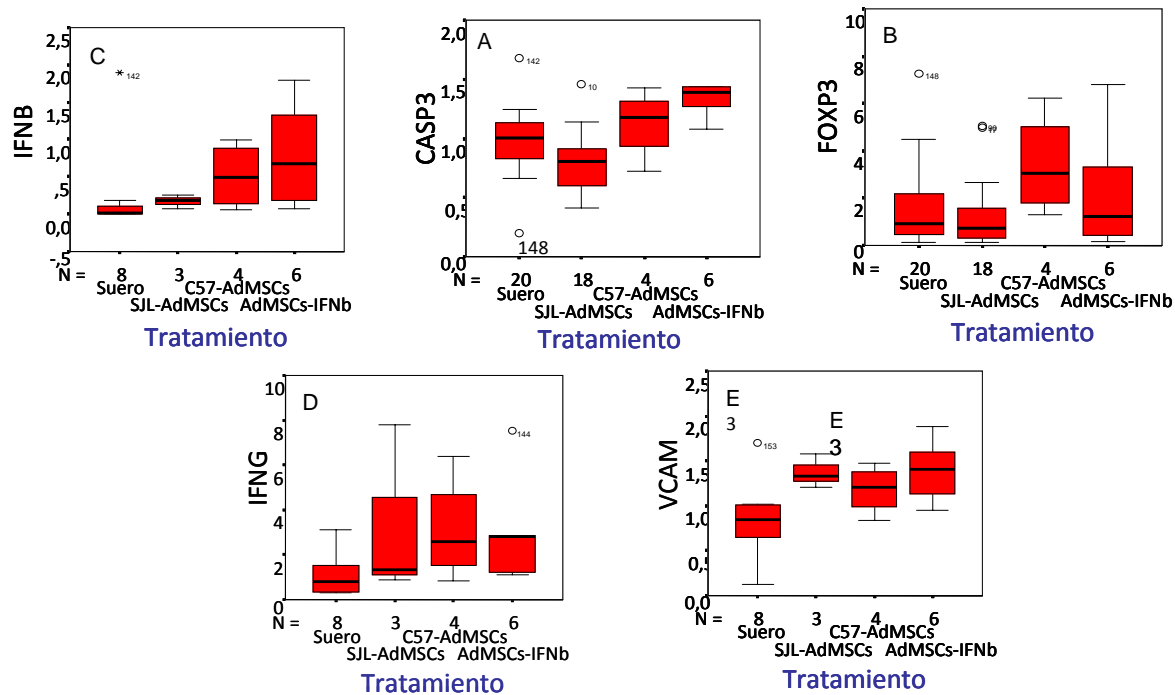 C
IFNB
2,5
2,0
1,5
1,0
,5
0,0
-,5
142
N = 8 3 4 6
Suero C57-AdMSCs
SJL-AdMSCs AdMSCs-IFNb
Tratamiento
A
CASP3
2,0
1,5
1,0
0,5
0,0
142
10
148
N = 20 18 4 6
Suero C57-AdMSCs
SJL-AdMSCs AdMSCs-IFNb
Tratamiento
B
FOXP3
10
8
6
4
2
0
148
N = 20 18 4 6
Suero C57-AdMSCs
SJL-AdMSCs AdMSCs-IFNb
Tratamiento
D
IFNG
10
8
6
4
2
0
144
N = 8 3 4 6
Suero C57-AdMSCs
SJL-AdMSCs AdMSCs-IFNb
Tratamiento
E
3
E
3
VCAM
2,5
2,0
1,5
1,0
0,5
0,0
153
N = 8 3 4 6
Suero C57-AdMSCs
SJL-AdMSCs AdMSCs-IFNb
Tratamiento